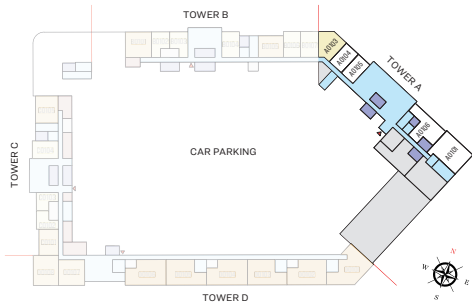 TOWER B
A0103
A0104
A0105
TOWER A
A0106
A0101
CAR PARKING
TOWER C
TOWER D
N
W
E
S